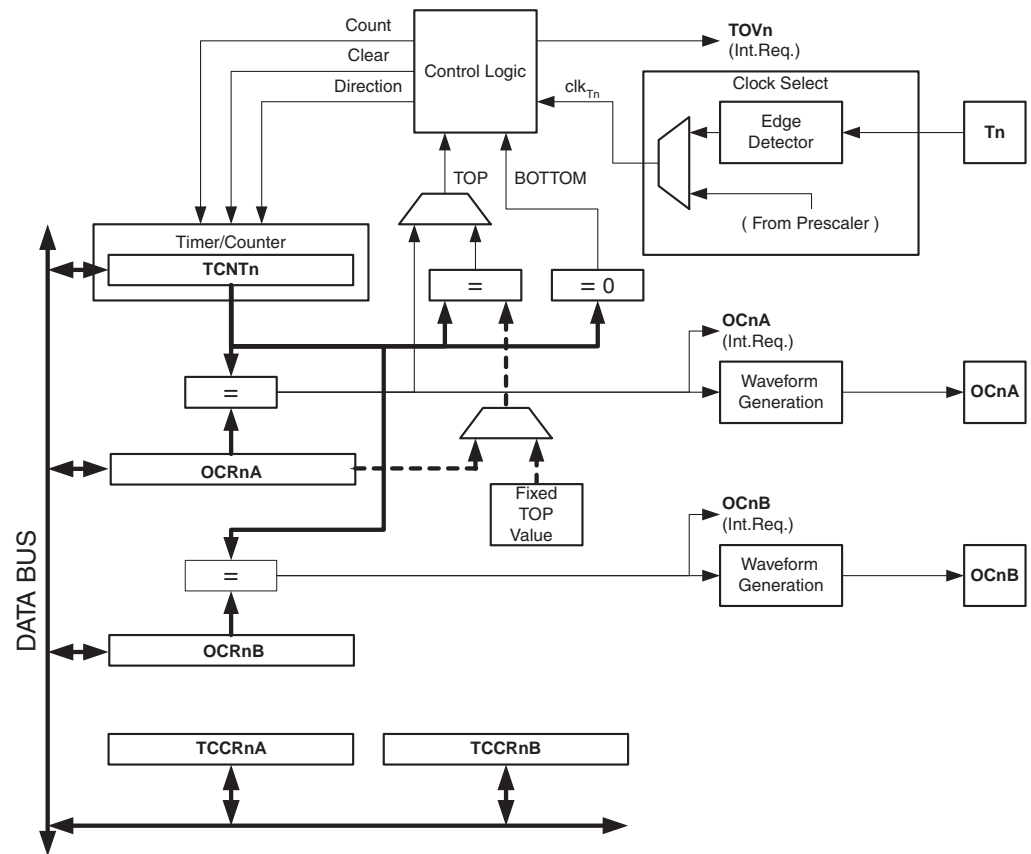 Count
Clear
Direction
Control Logic
TOVn
(Int.Req.)
clkTn
Clock Select
Edge
Detector
Tn
( From Prescaler )
TOP
BOTTOM
Timer/Counter
TCNTn
=
= 0
=
OCnA
(Int.Req.)
Waveform
Generation
OCnA
OCRnA
Fixed
TOP
Value
=
OCnB
(Int.Req.)
Waveform
Generation
OCnB
OCRnB
DATA BUS
TCCRnA
TCCRnB